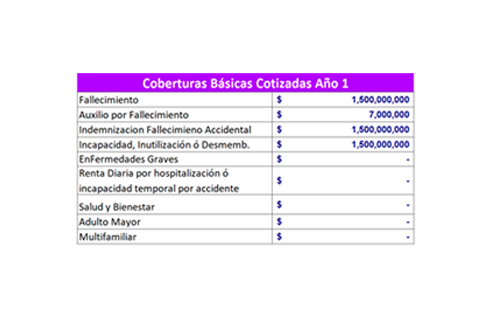 Coberturas Básicas Cotizadas Año 1
Fallecimiento $ 1,500,000,000
Auxilio por Fallecimiento $ 7,000,000
Indemnizacion Fallecimieno Accidental $ 1,500,000,000
Incapacidad, Inutilización ó Desmemb. $ 1,500,000,000
EnFermedades Graves $ -
Renta Diaria por hospitalización ó
incapacidad temporal por accidente $ -
Salud y Bienestar $ -
Adulto Mayor $ -
Multifamiliar $ -